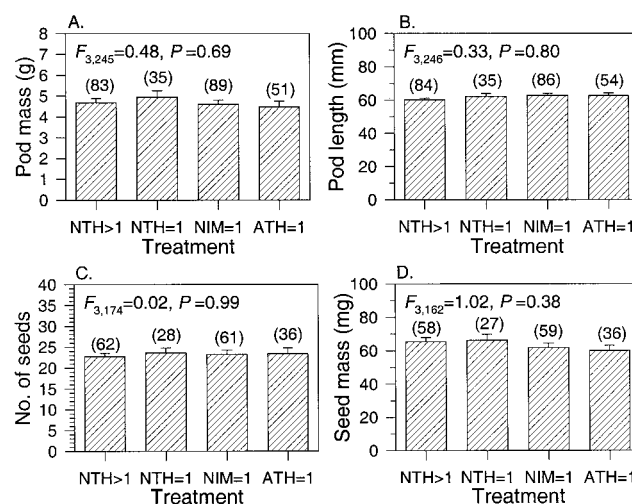 A.
F3,245=0.48, P=0.69
(83) (35) (89) (51)
Pod mass (g)
8
7
6
5
4
3
2
1
0
NTH>1 NTH=1 NIM=1 ATH=1
Treatment
B.
F3,246=0.33, P=0.80
(84) (35) (86) (54)
Pod length (mm)
100
80
60
40
20
0
NTH>1 NTH=1 NIM=1 ATH=1
Treatment
C.
F3,174=0.02, P=0.99
(62) (28) (61) (36)
No. of seeds
40
35
30
25
20
15
10
5
0
NTH>1 NTH=1 NIM=1 ATH=1
Treatment
D.
F3,162=1.02, P=0.38
(58) (27) (59) (36)
Seed mass (mg)
100
80
60
40
20
0
NTH>1 NTH=1 NIM=1 ATH=1
Treatment